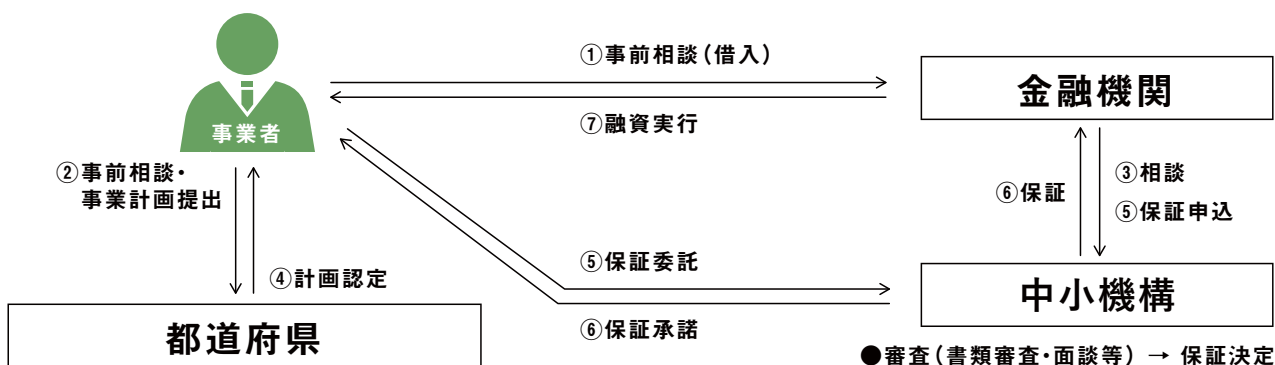 ①事前相談（借入）
金融機関
⑦融資実行
事業者
②事前相談・
事業計画提出
③相談
⑥保証
⑤保証申込
④計画認定
⑤保証委託
中小機構
⑥保証承諾
都道府県
●審査（書類審査・面談等） → 保証決定